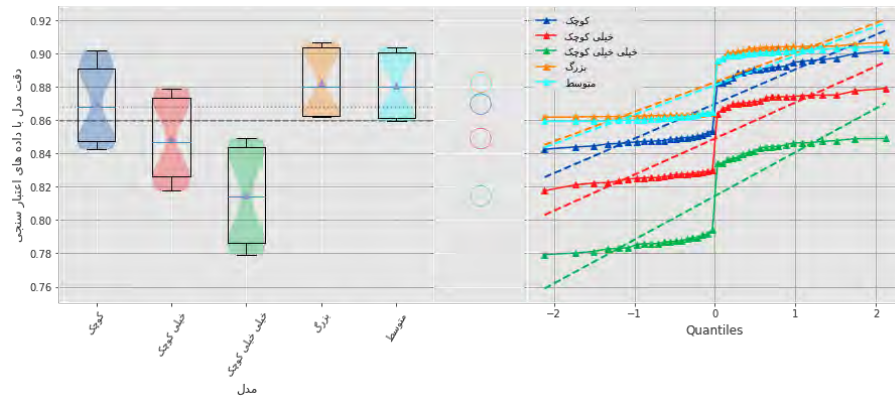 0.92
0.90
0.88
0.86
0.84
0.82
0.80
0.78
0.76
دقت مدل با داده های اعتبار سنجی
کوچک
خیلی کوچک
خیلی خیلی کوچک
بزرگ
متوسط
مدل
کوچک
خیلی کوچک
خیلی خیلی کوچک
بزرگ
متوسط
−2
−1
0
1
2
Quantiles